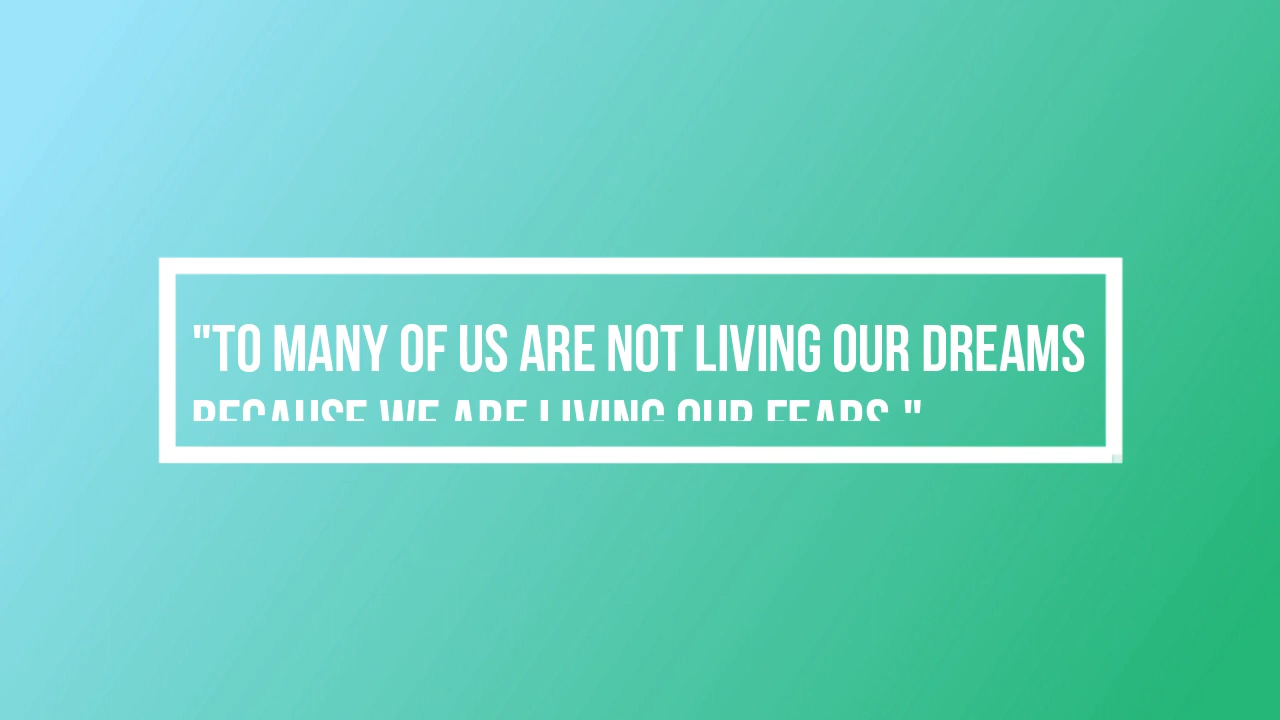 "TO MANY OF US ARE NOT LIVING OUR DREAMS
BECAUSE WE ARE LIVING OUR FEARS."